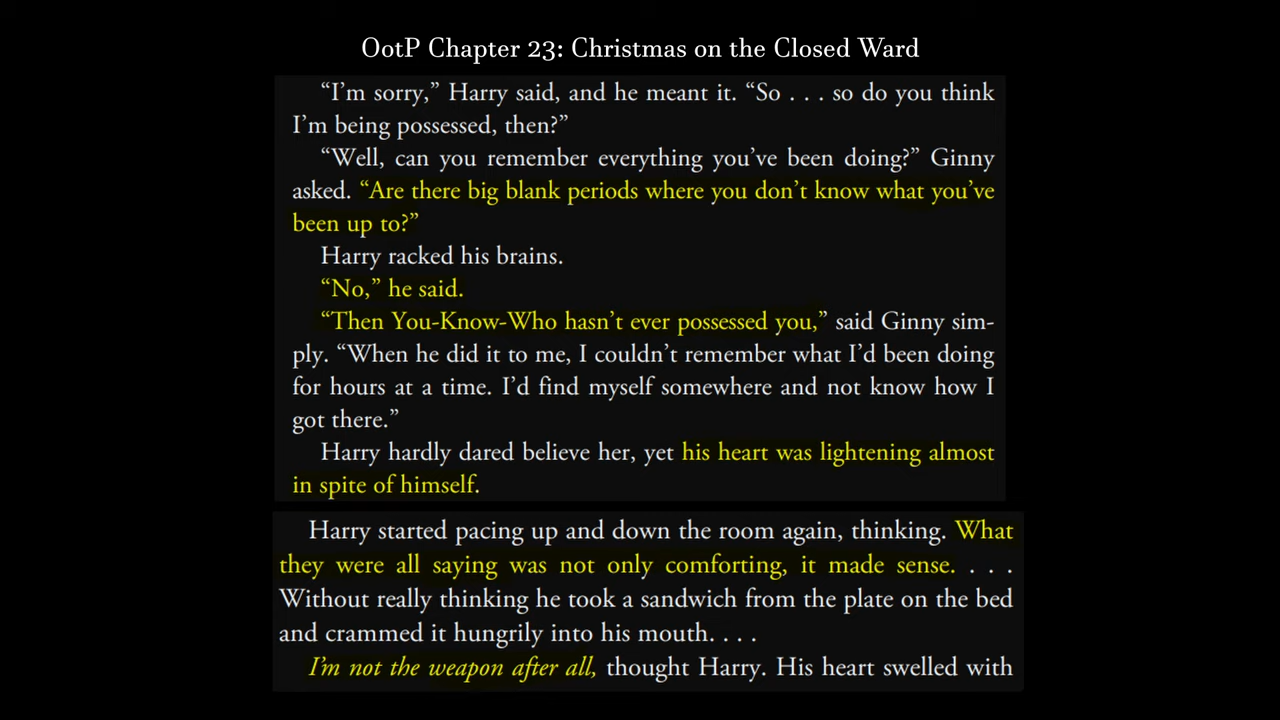 OotP Chapter 23: Christmas on the Closed Ward
“I’m sorry,” Harry said, and he meant it. “So . . . so do you think
I’m being possessed, then?”
“Well, can you remember everything you’ve been doing?” Ginny
asked. “Are there big blank periods where you don’t know what you’ve
been up to?”
Harry racked his brains.
“No,” he said.
“Then You-Know-Who hasn’t ever possessed you,” said Ginny sim-
ply. “When he did it to me, I couldn’t remember what I’d been doing
for hours at a time. I’d find myself somewhere and not know how I
got there.”
Harry hardly dared believe her, yet his heart was lightening almost
in spite of himself.
Harry started pacing up and down the room again, thinking. What
they were all saying was not only comforting, it made sense. . . .
Without really thinking he took a sandwich from the plate on the bed
and crammed it hungrily into his mouth. . . .
I’m not the weapon after all, thought Harry. His heart swelled with